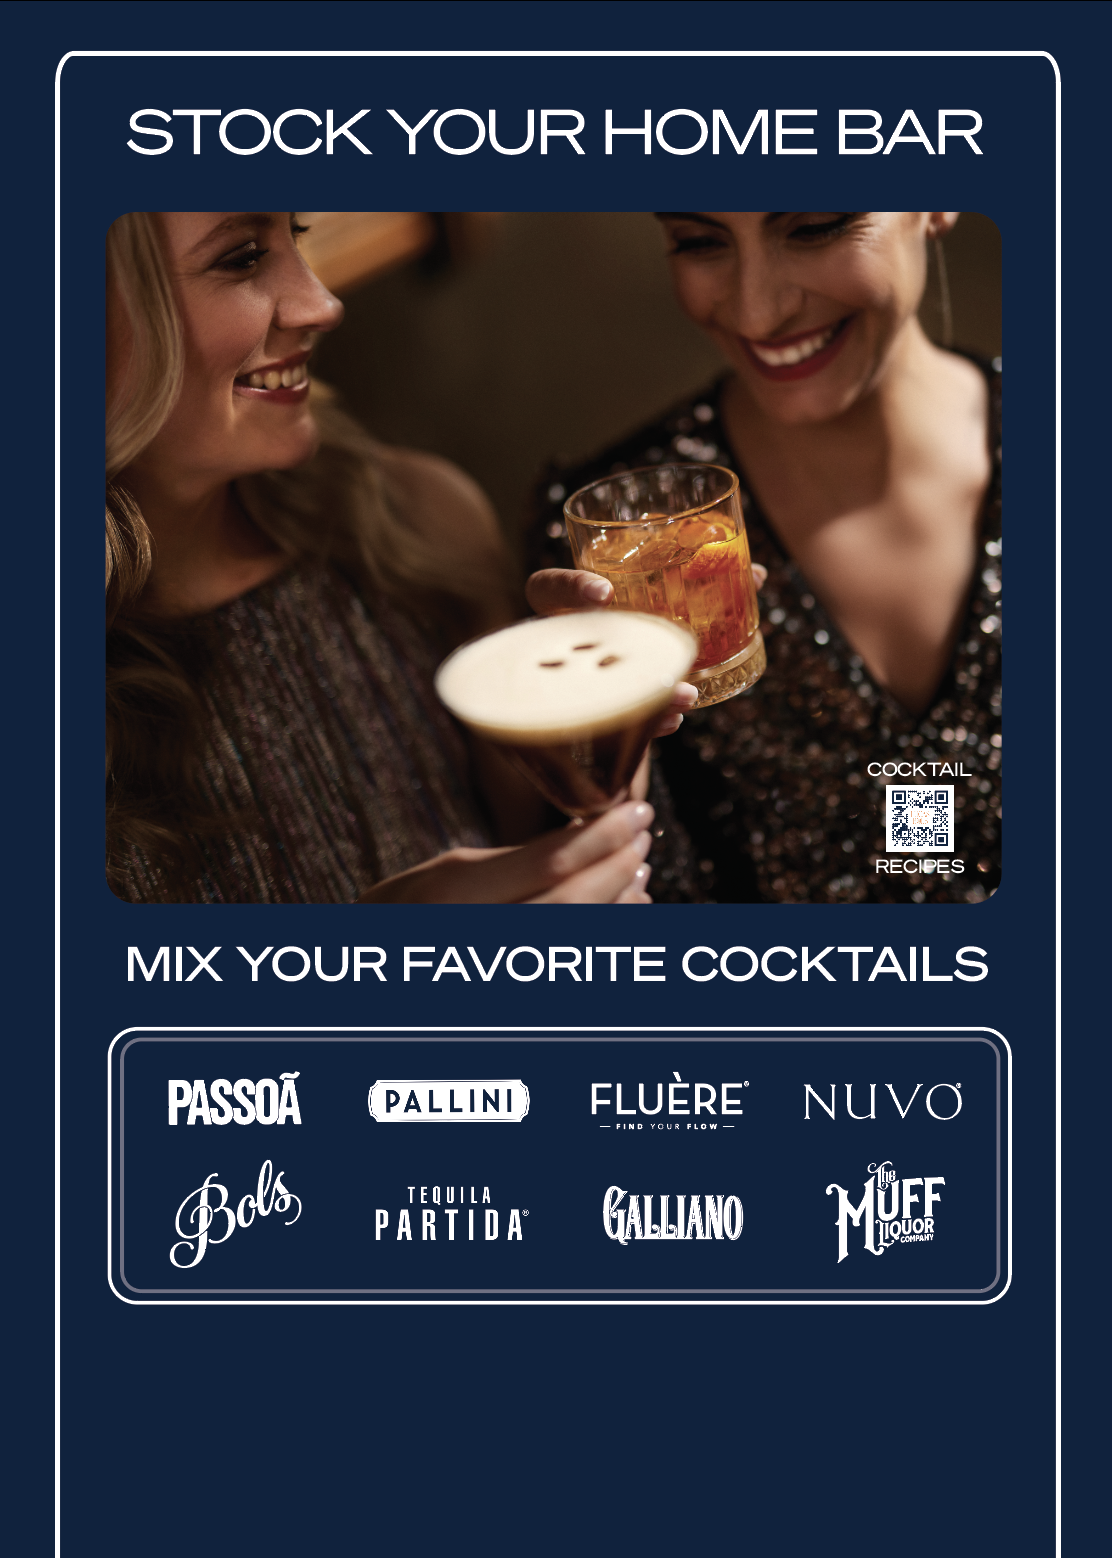 STOCK YOUR HOME BAR
COCKTAIL
RECIPES
MIX YOUR FAVORITE COCKTAILS
PASSOÃ
PALLINI
FLUÈRE®
— FIND YOUR FLOW —
NUVO®
Bols
TEQUILA
PARTIDA®
GALLIANO
The
MUFF
LIQUOR
COMPANY